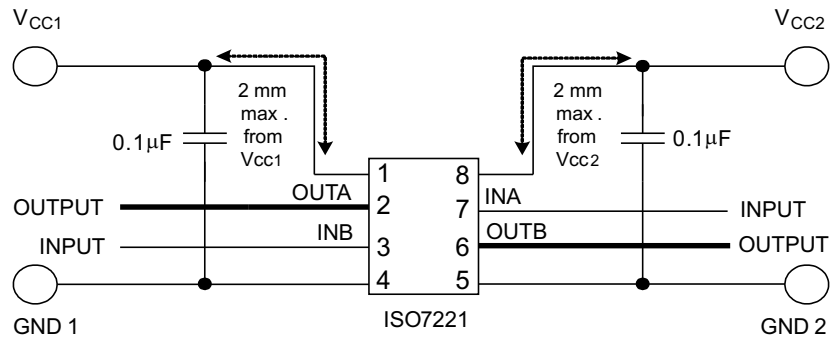 VCC1
VCC2
2 mm
max .
from
VCC1
2 mm
max .
from
VCC2
0.1µF
0.1µF
1
8
OUTA
2
7
INA
OUTPUT
INPUT
INB
3
6
OUTB
INPUT
OUTPUT
4
5
GND 1
ISO7221
GND 2